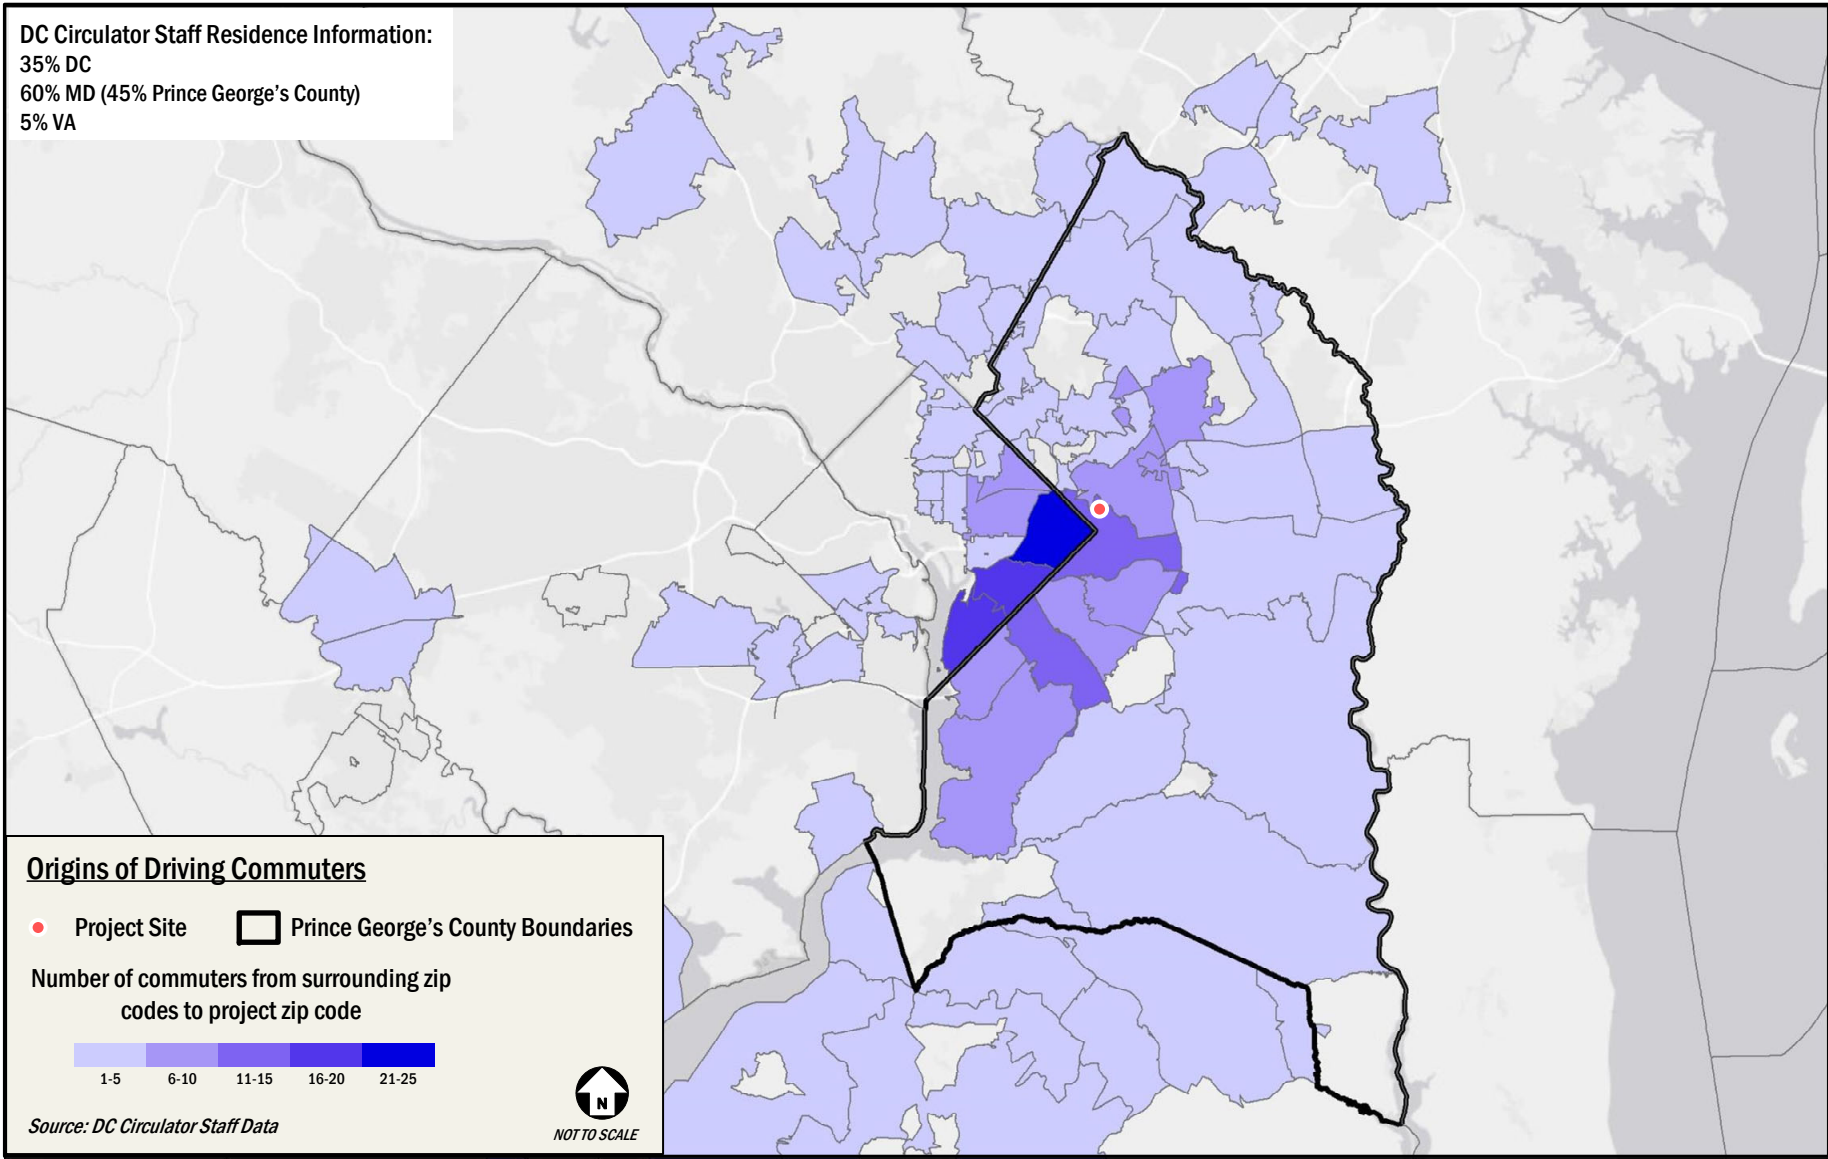 DC Circulator Staff Residence Information:
35% DC
60% MD (45% Prince George's County)
5% VA
Origins of Driving Commuters
Project Site
Prince George's County Boundaries
Number of commuters from surrounding zip
codes to project zip code
1-5 6-10 11-15 16-20 21-25
Source: DC Circulator Staff Data
N
NOT TO SCALE